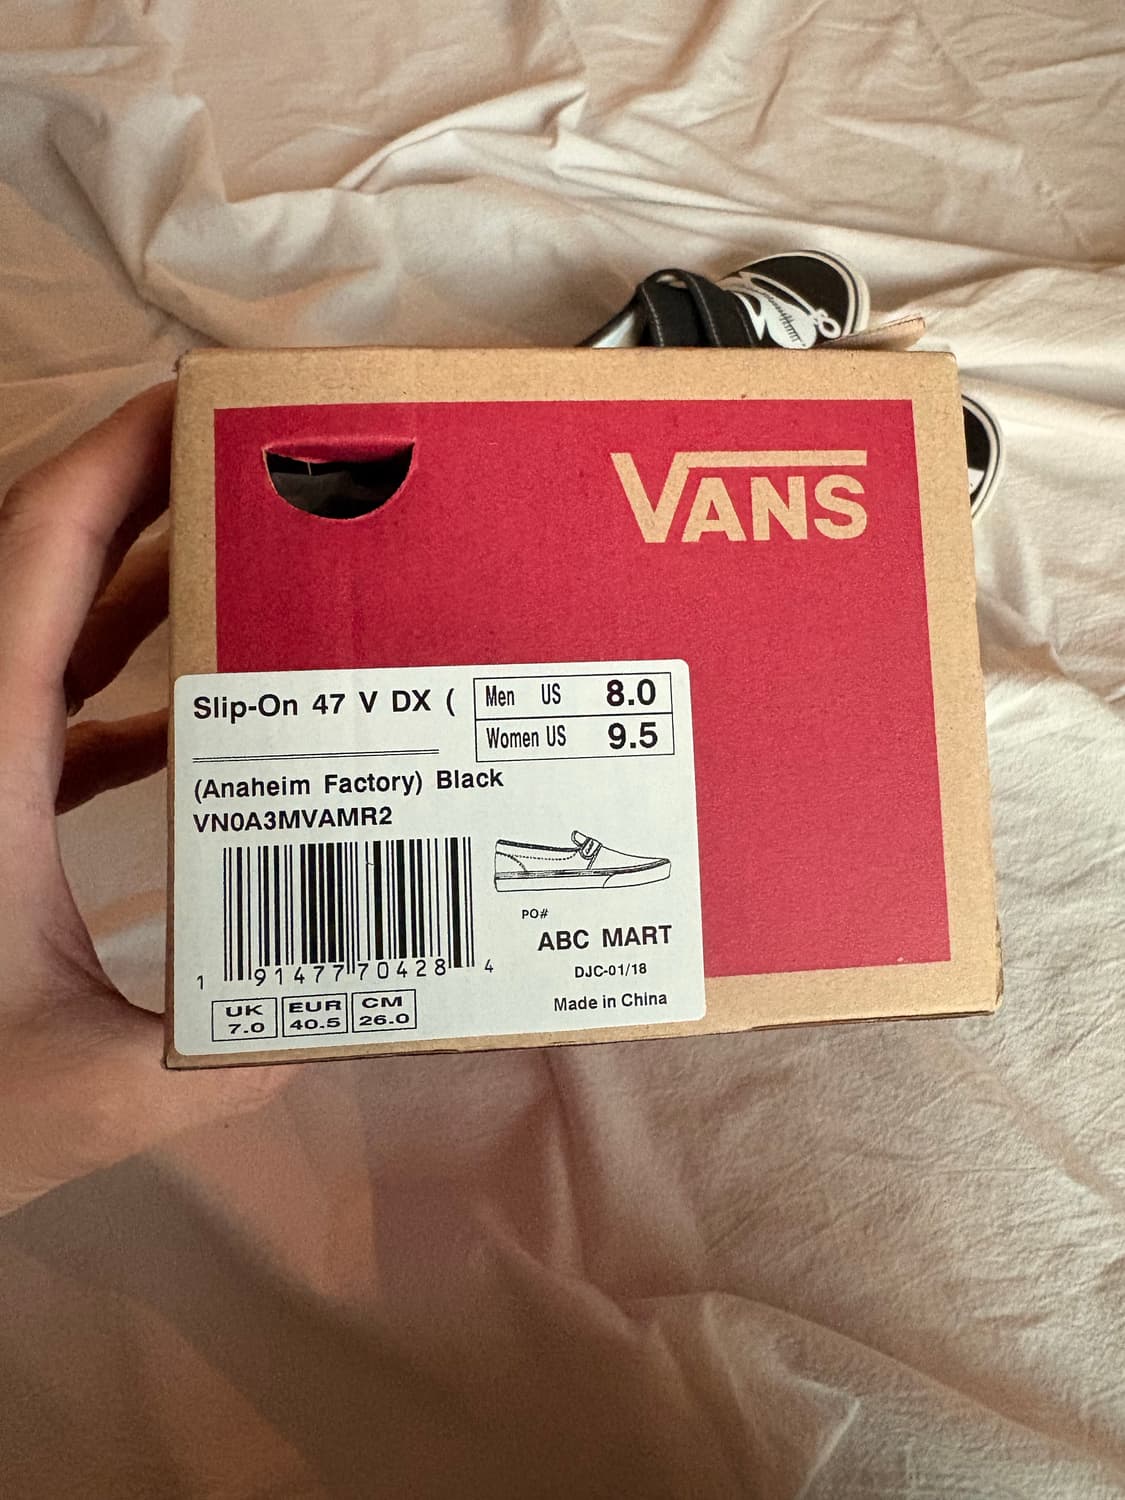 VANS
Slip-On 47 V DX (
Men US 8.0
Women US 9.5
(Anaheim Factory) Black
VN0A3MVAMR2
1 91477 70428 4
PO#
ABC MART
DJC-01/18
Made in China
UK 7.0
EUR 40.5
CM 26.0